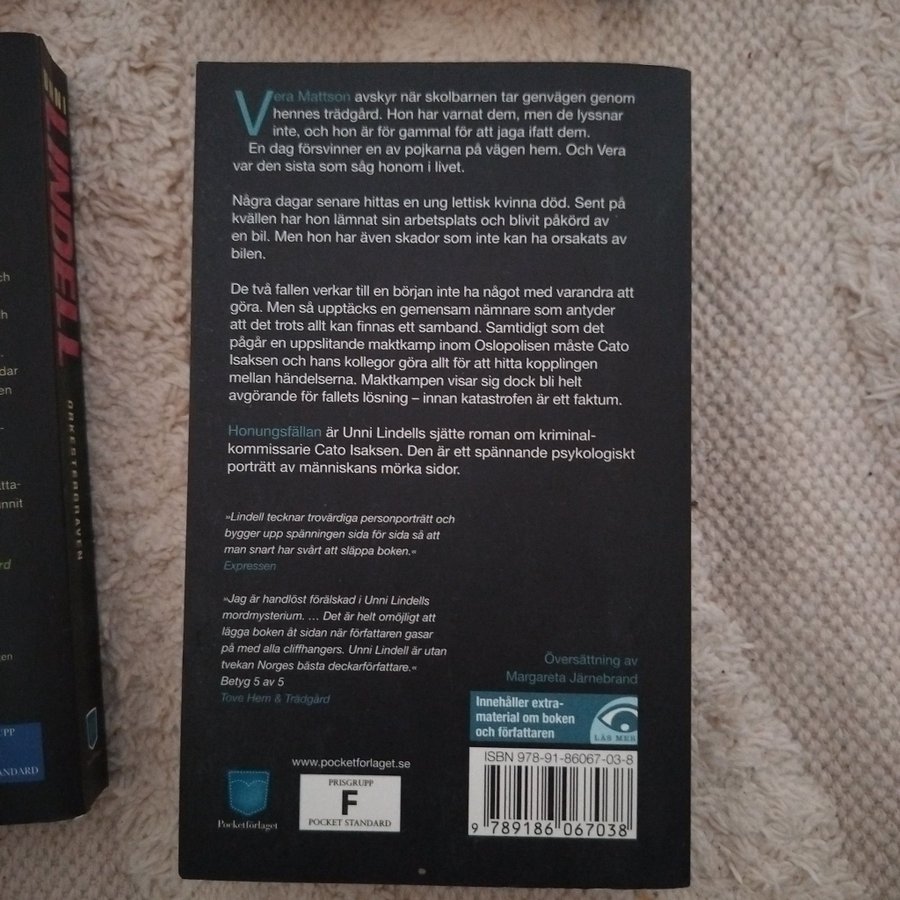 Vera Mattson avskyr när skolbarnen tar genvägen genom
hennes trädgård. Hon har varnat dem, men de lyssnar
inte, och hon är för gammal för att jaga ifatt dem.
En dag försvinner en av pojkarna på vägen hem. Och Vera
var den sista som såg honom i livet.
Några dagar senare hittas en ung lettisk kvinna död. Sent på
kvällen har hon lämnat sin arbetsplats och blivit påkörd av
en bil. Men hon har även skador som inte kan ha orsakats av
bilen.
De två fallen verkar till en början inte ha något med varandra att
göra. Men så upptäcks en gemensam nämnare som antyder
att det trots allt kan finnas ett samband. Samtidigt som det
pågår en uppslitande maktkamp inom Oslopolisen måste Cato
Isaksen och hans kollegor göra allt för att hitta kopplingen
mellan händelserna. Maktkampen visar sig dock bli helt
avgörande för fallets lösning – innan katastrofen är ett faktum.
Honungsfällan är Unni Lindells sjätte roman om kriminal-
kommissarie Cato Isaksen. Den är ett spännande psykologiskt
porträtt av människans mörka sidor.
»Lindell tecknar trovärdiga personporträtt och
bygger upp spänningen sida för sida så att
man snart har svårt att släppa boken.«
Expressen
»Jag är handlöst förälskad i Unni Lindells
mordmysterium. ... Det är helt omöjligt att
lägga boken åt sidan när författaren gasar
på med alla cliffhangers. Unni Lindell är utan
tvekan Norges bästa deckarförfattare.«
Betyg 5 av 5
Tove Hem & Trädgård
Översättning av
Margareta Järnebrand
Innehåller extra-
material om boken
och författaren
LÄS MER
ISBN 978-91-86067-03-8
9 789186 067038
www.pocketforlaget.se
Pocketförlaget
PRISGRUPP
F
POCKET STANDARD
UNNI
LINDELL
ORKESTERGRAVEN